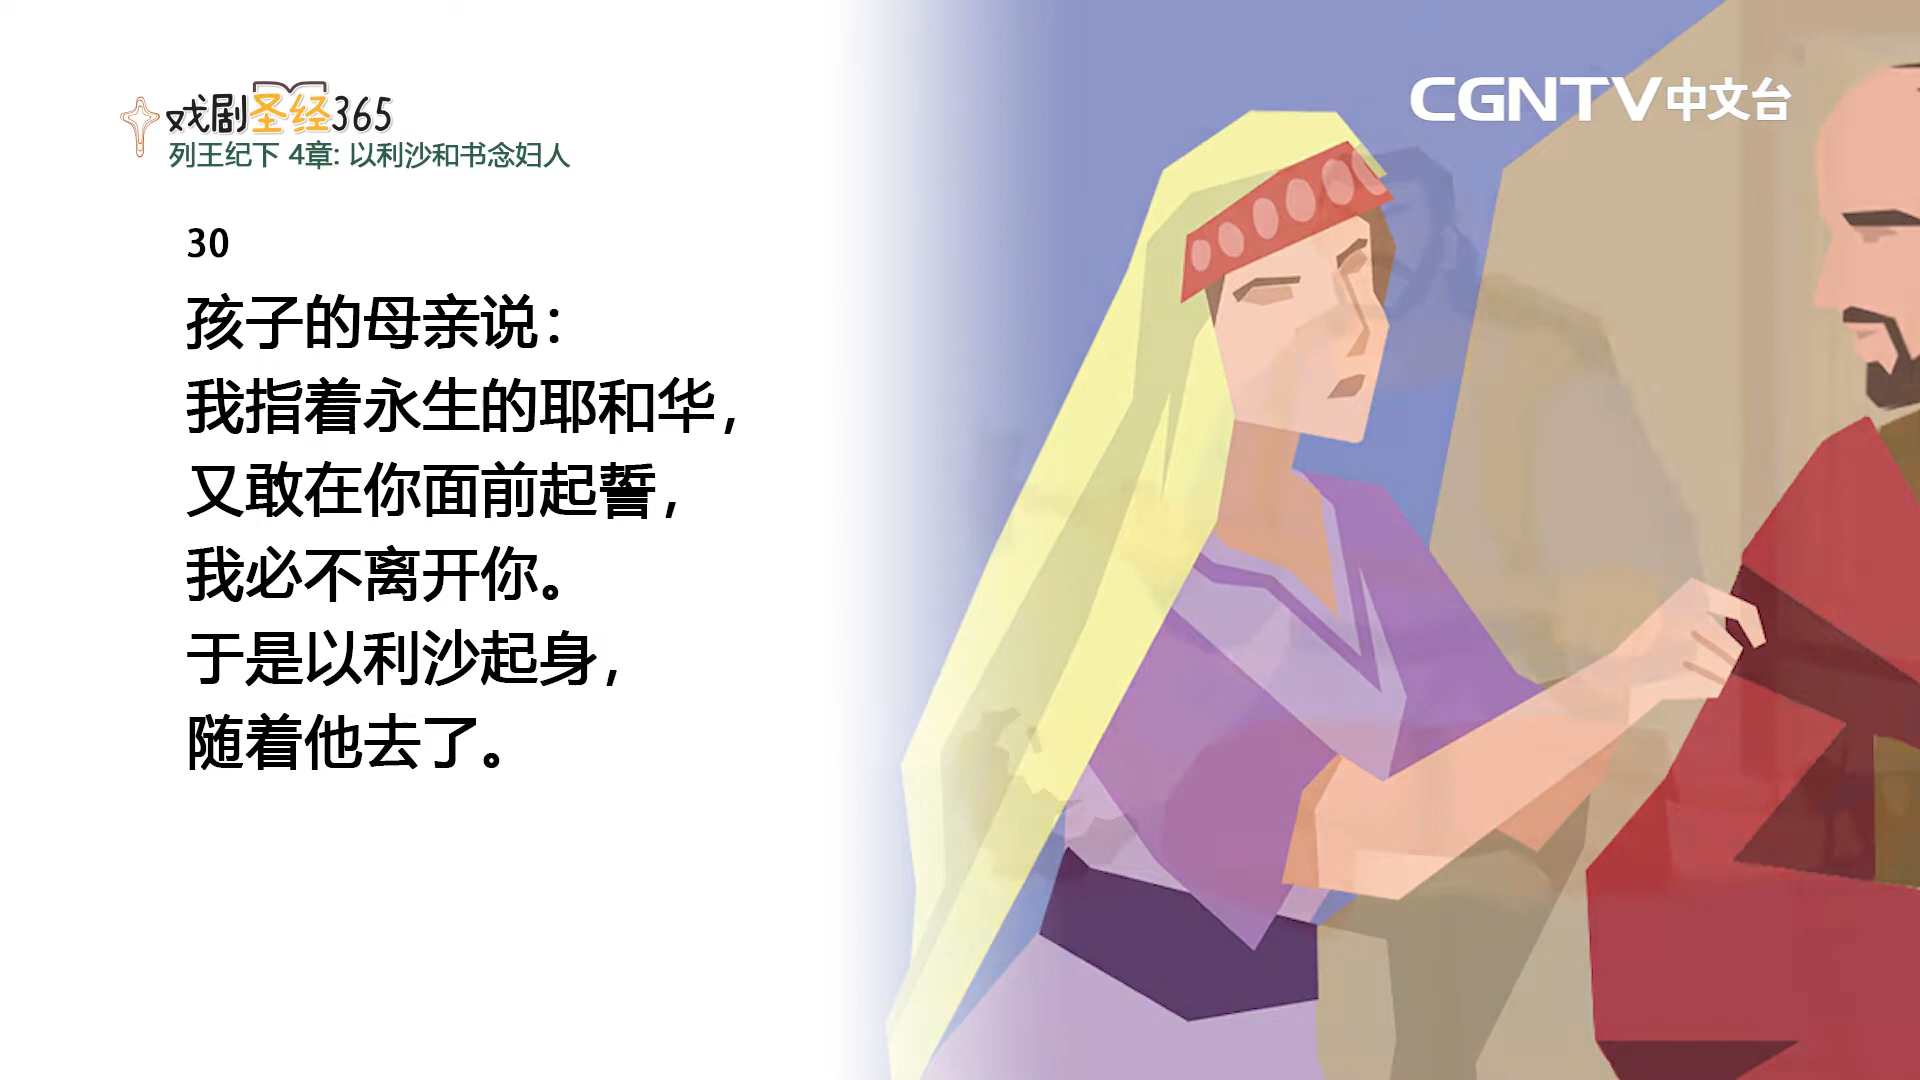 戏剧圣经365
CGNTV中文台
列王纪下 4章: 以利沙和书念妇人
30
孩子的母亲说：
我指着永生的耶和华，
又敢在你面前起誓，
我必不离开你。
于是以利沙起身，
随着他去了。